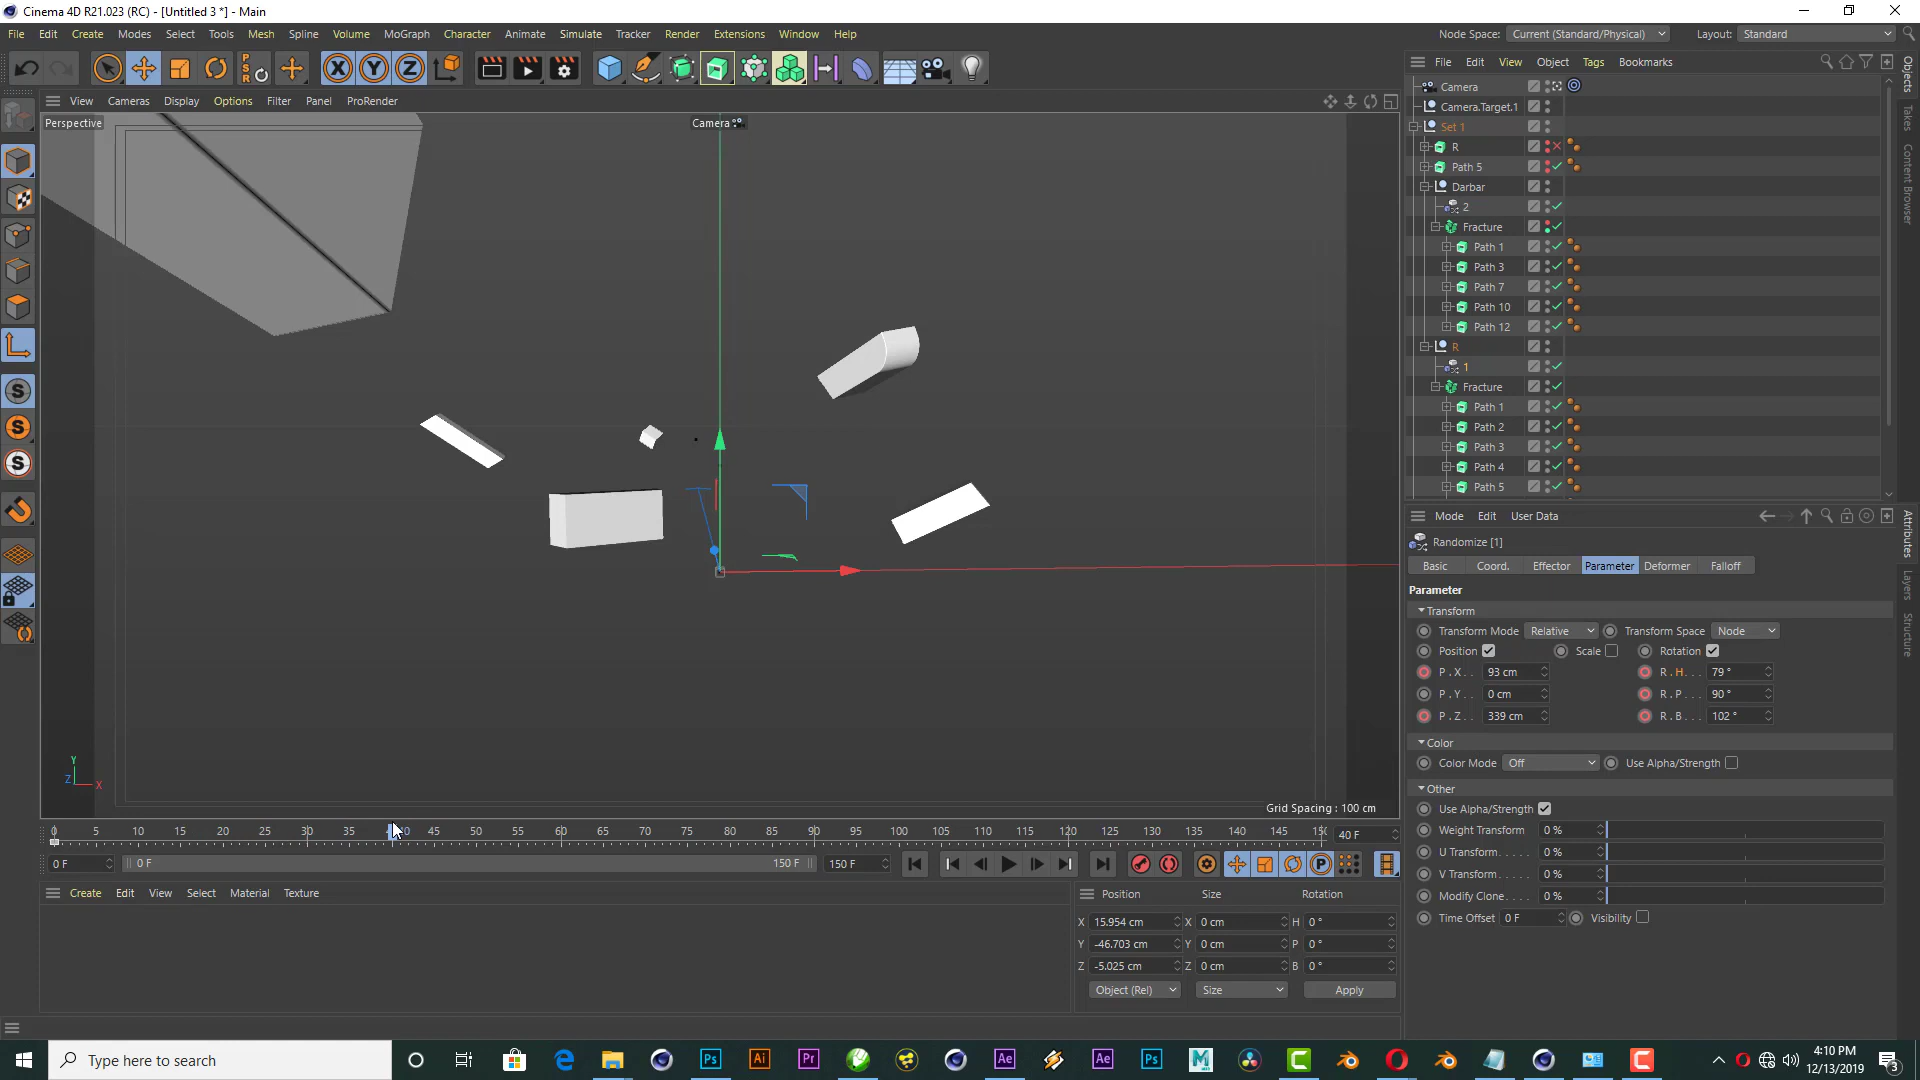 Cinema 4D R21.023 (RC) - [Untitled 3 *] - Main
File Edit Create Modes Select Spline Tools Mesh Volume MoGraph Character Animate Simulate Tracker Render Extensions Window Help
Node Space: Current (Standard/Physical) Layout: Standard
View Cameras Display Options Filter Panel ProRender
Perspective
Camera
Grid Spacing : 100 cm
Y
Z
X
File Edit View Object Tags Bookmarks
Camera
Camera.Target.1
Set 1
R
Path 5
Darbar
2
Fracture
Path 1
Path 3
Path 7
Path 10
Path 12
R
1
Fracture
Path 1
Path 2
Path 3
Path 4
Path 5
Objects
Takes
Content Browser
Attributes
Layers
Structure
Mode Edit User Data
Randomize [1]
Basic Coord. Effector Parameter Deformer Falloff
Parameter
Transform
Transform Mode Relative Transform Space Node
Position Scale Rotation
P . X . . 93 cm R . H . . . 79 °
P . Y . . 0 cm R . P . . . 90 °
P . Z . . 339 cm R . B . . . 102 °
Color
Color Mode Off Use Alpha/Strength
Other
Use Alpha/Strength
Weight Transform 0 %
U Transform . . . . . 0 %
V Transform . . . . . 0 %
Modify Clone . . . . 0 %
Time Offset 0 F Visibility
0 5 10 15 20 25 30 35 40 45 50 55 60 65 70 75 80 85 90 95 100 105 110 115 120 125 130 135 140 145 40 F
0 F 0 F 150 F 150 F
Create Edit View Select Material Texture
Position Size Rotation
X 15.954 cm X 0 cm H 0 °
Y -46.703 cm Y 0 cm P 0 °
Z -5.025 cm Z 0 cm B 0 °
Object (Rel) Size Apply
Type here to search
4:10 PM
12/13/2019
3